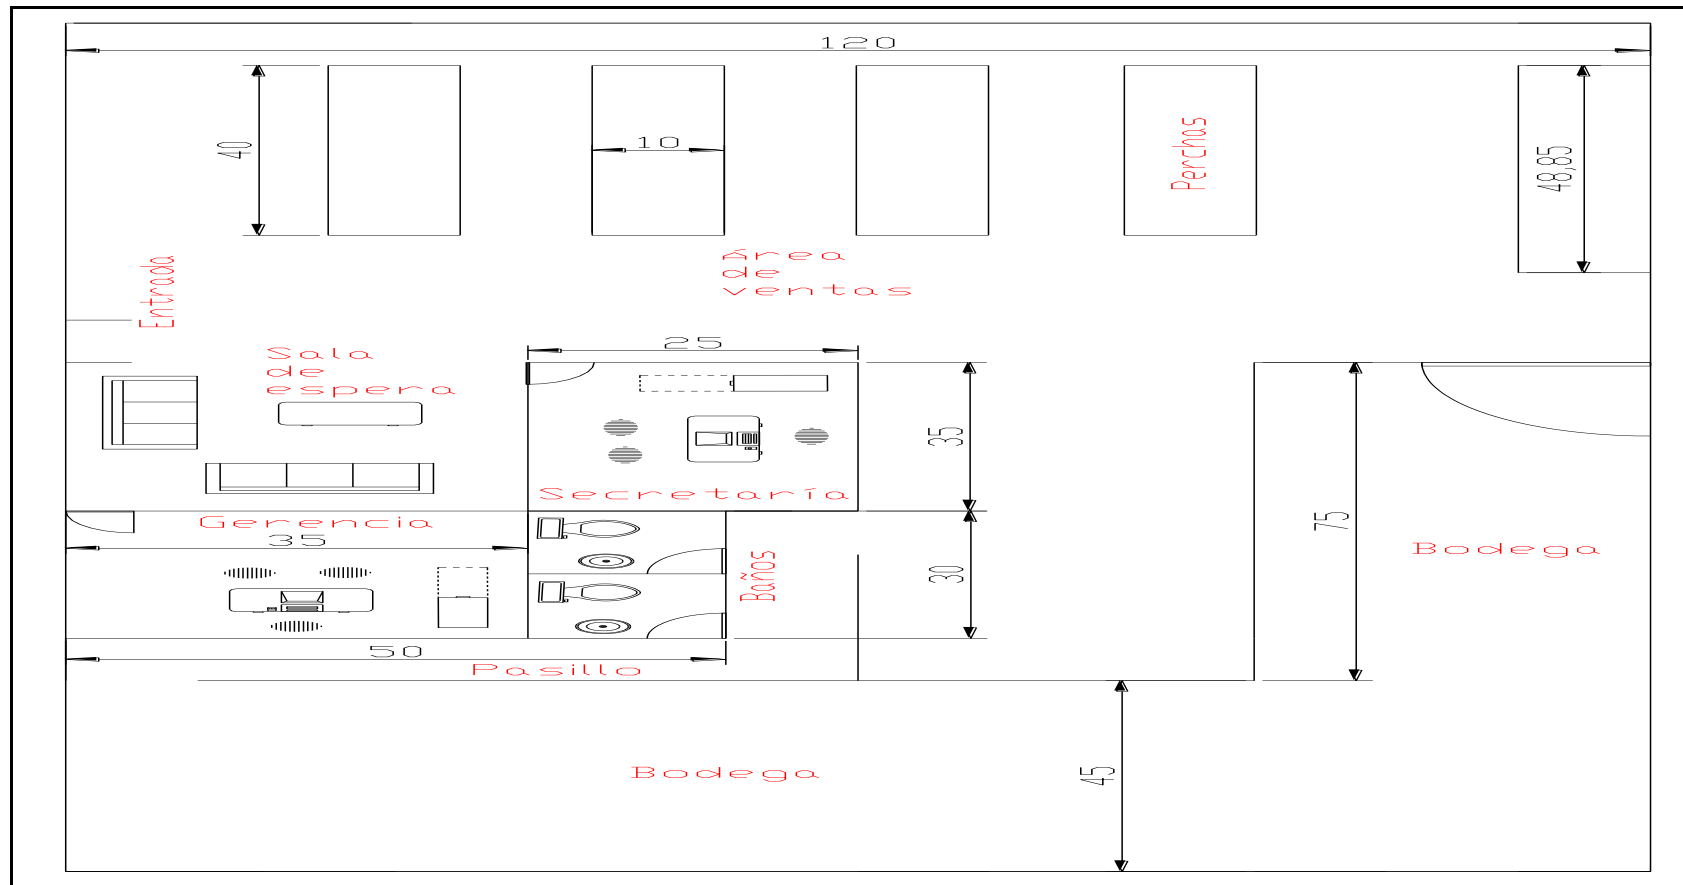 120
40
10
Perchas
48,85
Entrada
Área
de
ventas
Sala
de
espera
25
35
Secretaría
Gerencia
35
Baños
30
75
Bodega
50
Pasillo
Bodega
45